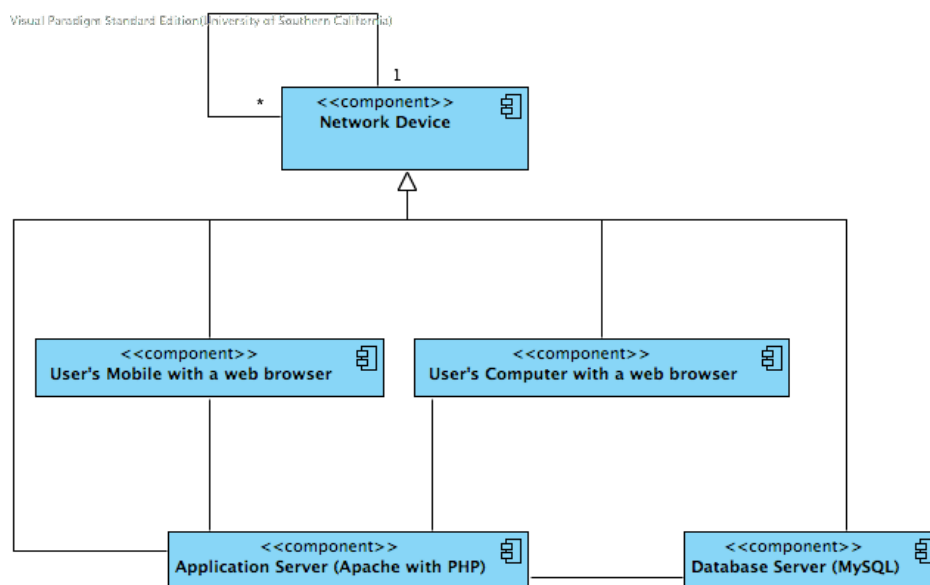 Visual Paradigm Standard Edition(University of Southern California)
1
*
<<component>>
Network Device
<<component>>
User's Mobile with a web browser
<<component>>
User's Computer with a web browser
<<component>>
Application Server (Apache with PHP)
<<component>>
Database Server (MySQL)